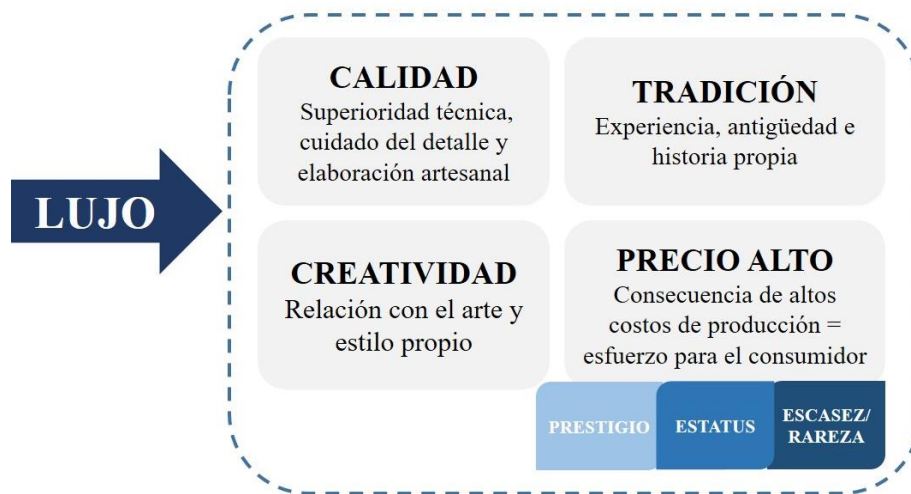 LUJO
CALIDAD
Superioridad técnica,
cuidado del detalle y
elaboración artesanal
TRADICIÓN
Experiencia, antigüedad e
historia propia
CREATIVIDAD
Relación con el arte y
estilo propio
PRECIO ALTO
Consecuencia de altos
costos de producción =
esfuerzo para el consumidor
PRESTIGIO
ESTATUS
ESCASEZ/
RAREZA